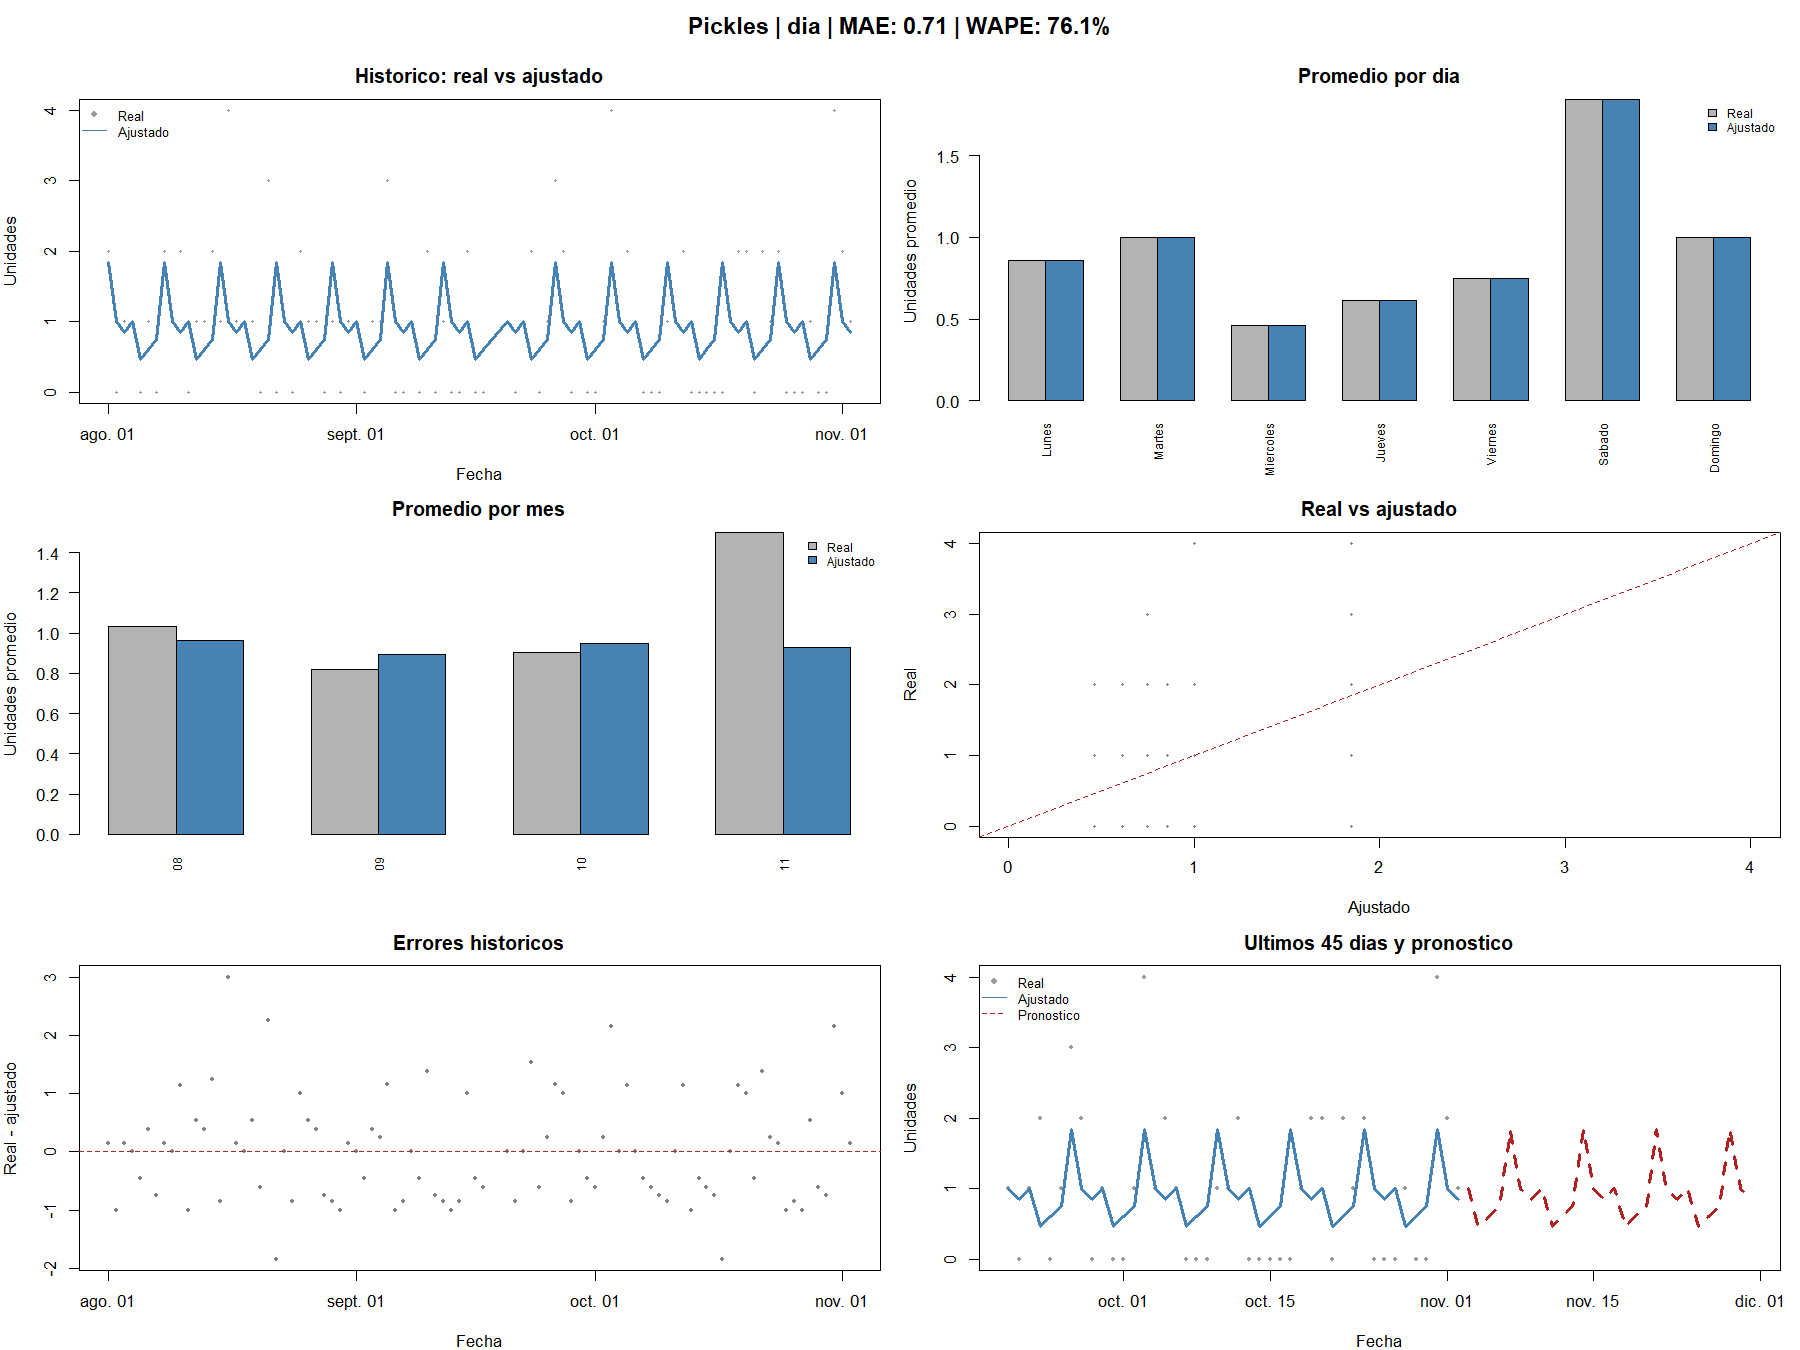 Pickles | dia | MAE: 0.71 | WAPE: 76.1%
Historico: real vs ajustado
Real
Ajustado
Unidades
4
3
2
1
0
ago. 01 sept. 01 oct. 01 nov. 01
Fecha
Promedio por dia
Real
Ajustado
Unidades promedio
1.5
1.0
0.5
0.0
Lunes Martes Miercoles Jueves Viernes Sabado Domingo
Promedio por mes
Real
Ajustado
Unidades promedio
1.4
1.2
1.0
0.8
0.6
0.4
0.2
0.0
08 09 10 11
Real vs ajustado
Real
4
3
2
1
0
0 1 2 3 4
Ajustado
Errores historicos
Real - ajustado
3
2
1
0
-1
-2
ago. 01 sept. 01 oct. 01 nov. 01
Fecha
Ultimos 45 dias y pronostico
Real
Ajustado
Pronostico
Unidades
4
3
2
1
0
oct. 01 oct. 15 nov. 01 nov. 15 dic. 01
Fecha